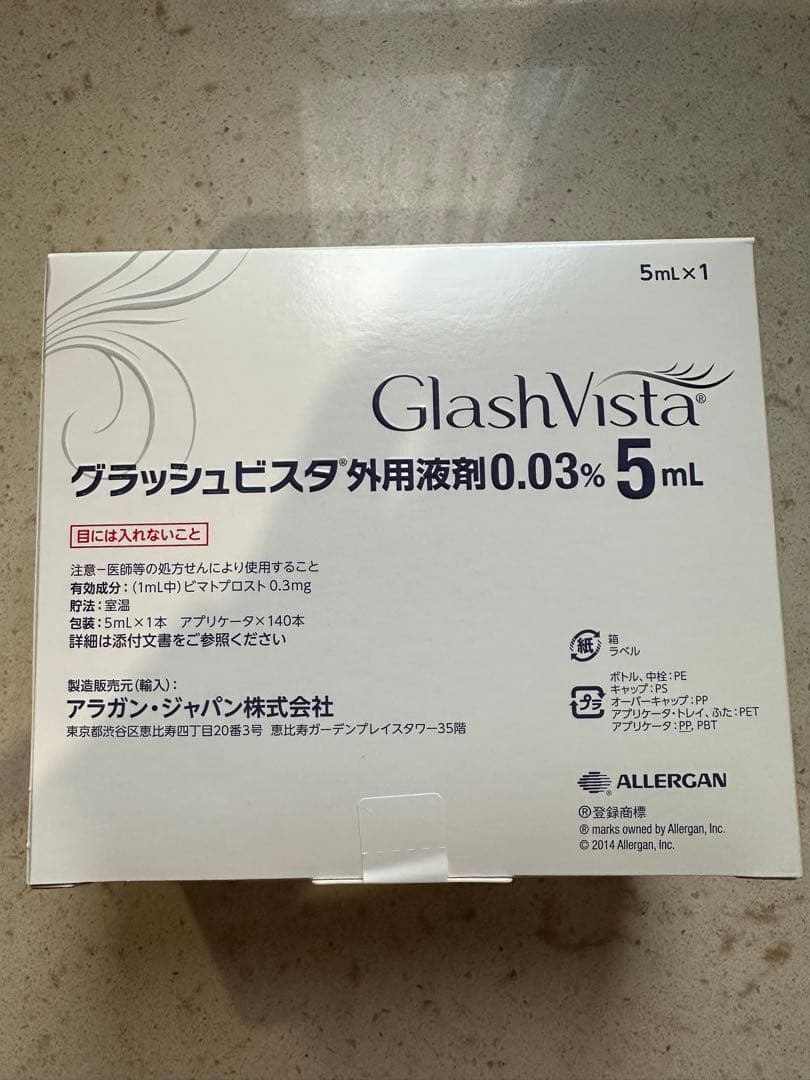 5mL×1
GlashVista®
グラッシュビスタ®外用液剤0.03% 5mL
目には入れないこと
注意－医師等の処方せんにより使用すること
有効成分：(1mL中)ビマトプロスト 0.3mg
貯法：室温
包装：5mL×1本 アプリケータ×140本
詳細は添付文書をご参照ください
紙 箱
ラベル
プラ ボトル、中栓：PE
キャップ：PS
オーバーキャップ：PP
アプリケータ・トレイ、ふた：PET
アプリケータ：PP, PBT
製造販売元(輸入)：
アラガン・ジャパン株式会社
東京都渋谷区恵比寿四丁目20番3号 恵比寿ガーデンプレイスタワー35階
ALLERGAN®
®登録商標
® marks owned by Allergan, Inc.
© 2014 Allergan, Inc.